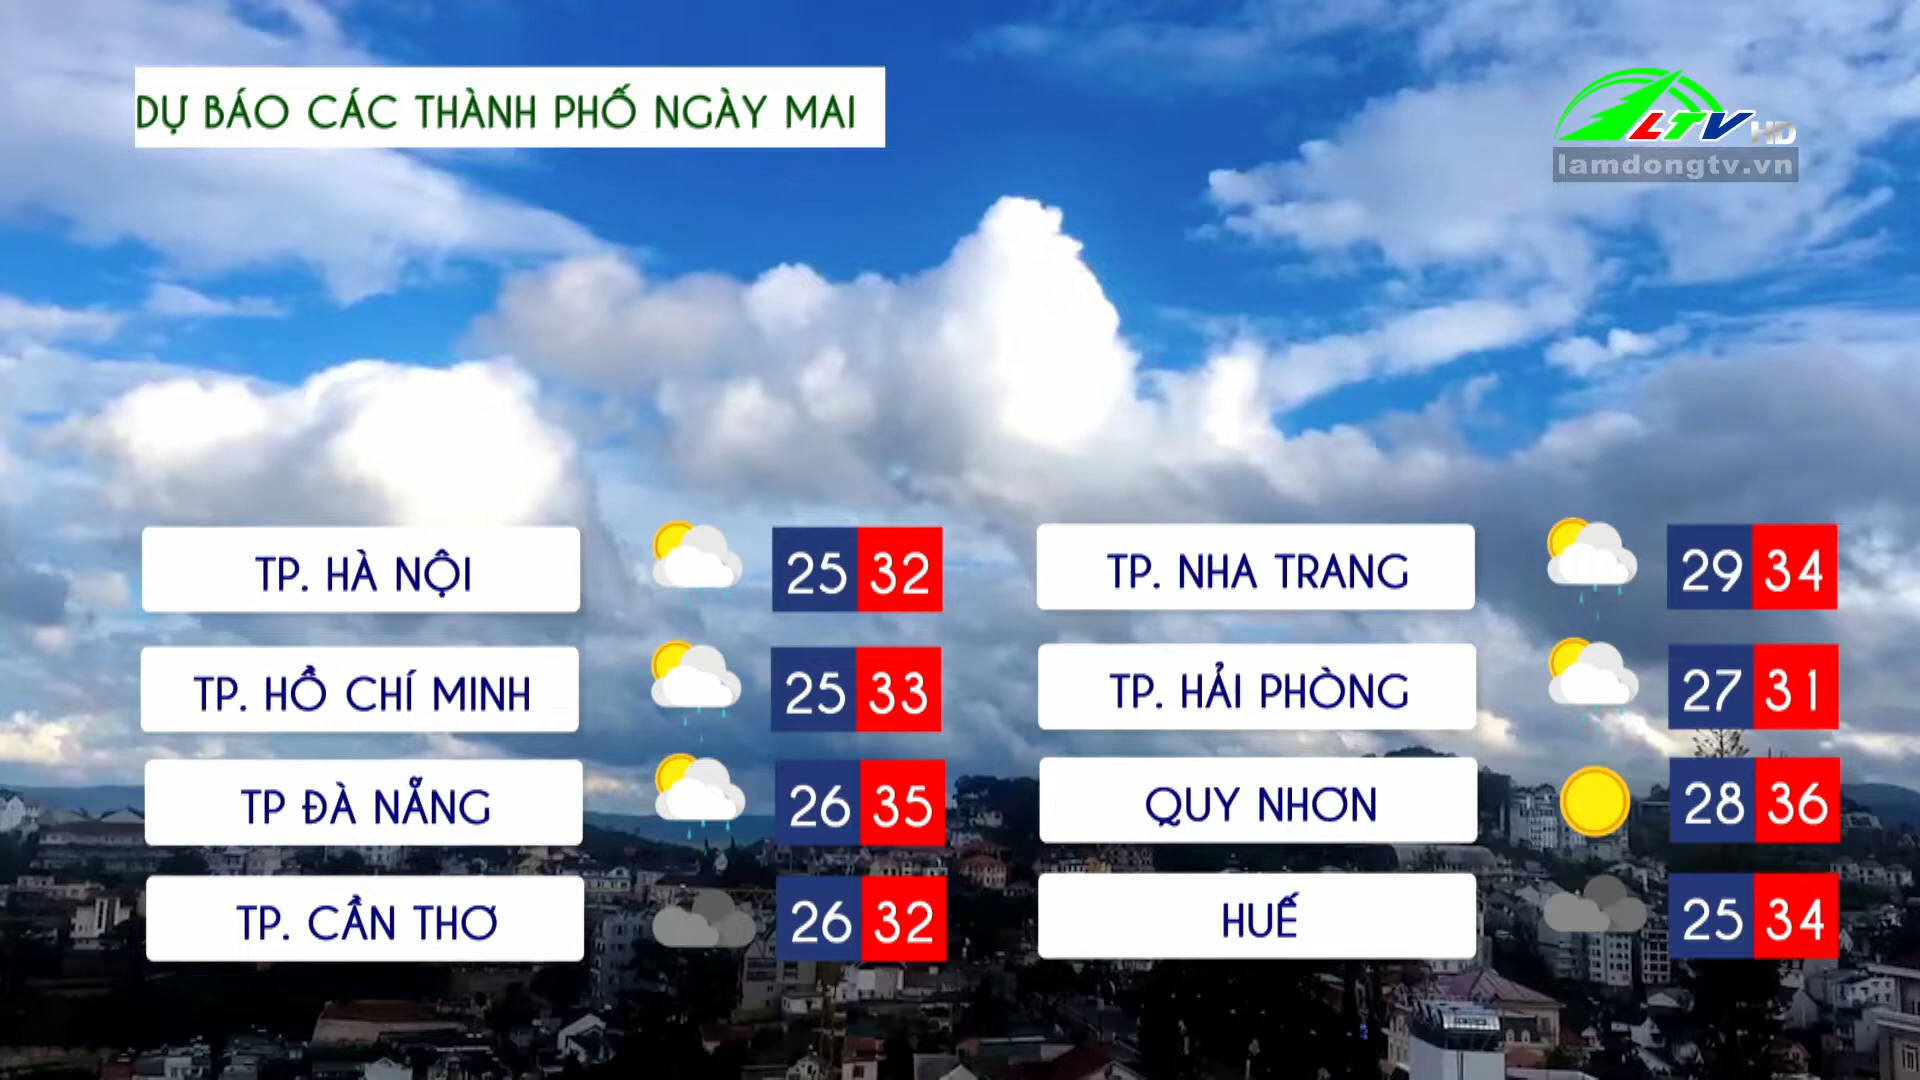 DỰ BÁO CÁC THÀNH PHỐ NGÀY MAI
LTV HD
lamdongtv.vn
TP. HÀ NỘI 25 32
TP. NHA TRANG 29 34
TP. HỒ CHÍ MINH 25 33
TP. HẢI PHÒNG 27 31
TP ĐÀ NẴNG 26 35
QUY NHƠN 28 36
TP. CẦN THƠ 26 32
HUẾ 25 34